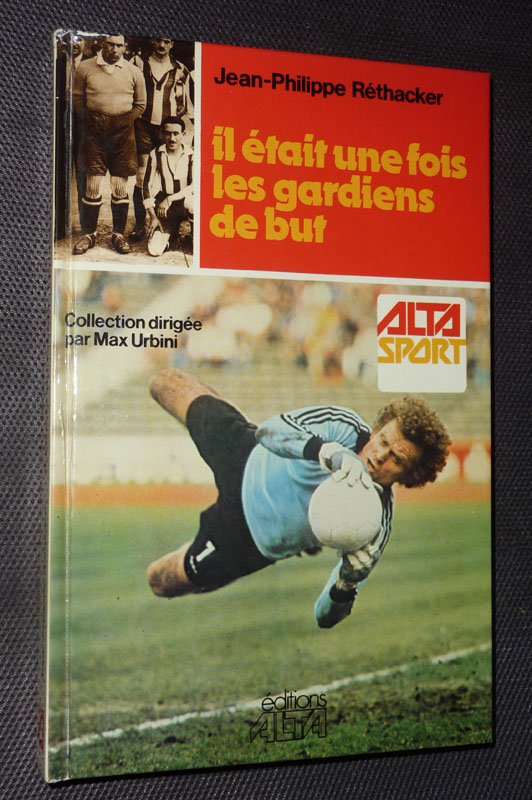 Jean-Philippe Réthacker
il était une fois
les gardiens
de but
Collection dirigée
par Max Urbini
ALTA
SPORT
1
éditions
ALTA